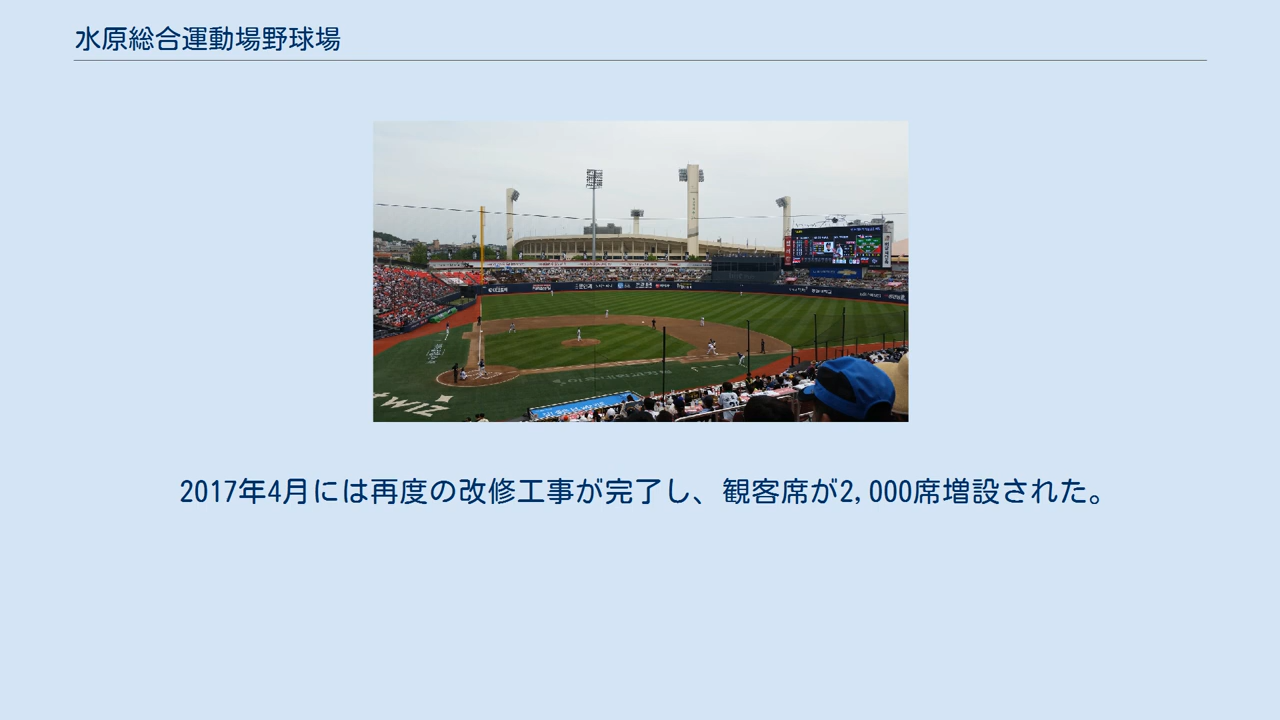 水原総合運動場野球場
twiz
2017年4月には再度の改修工事が完了し、観客席が2,000席増設された。